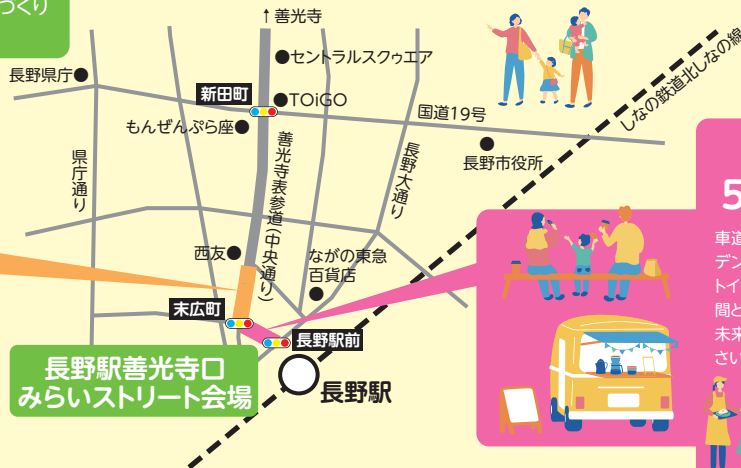 づくり
↑善光寺
●セントラルスクゥエア
長野県庁●
新田町
●TOiGO
国道19号
もんぜんぷら座●
長野市役所
しなの鉄道北しなの線
県庁通り
善光寺表参道(中央通り)
長野大通り
西友●
ながの東急
百貨店
末広町
長野駅前
長野駅善光寺口
みらいストリート会場
長野駅
5
車道
デン
トイ
間と
未来
さい